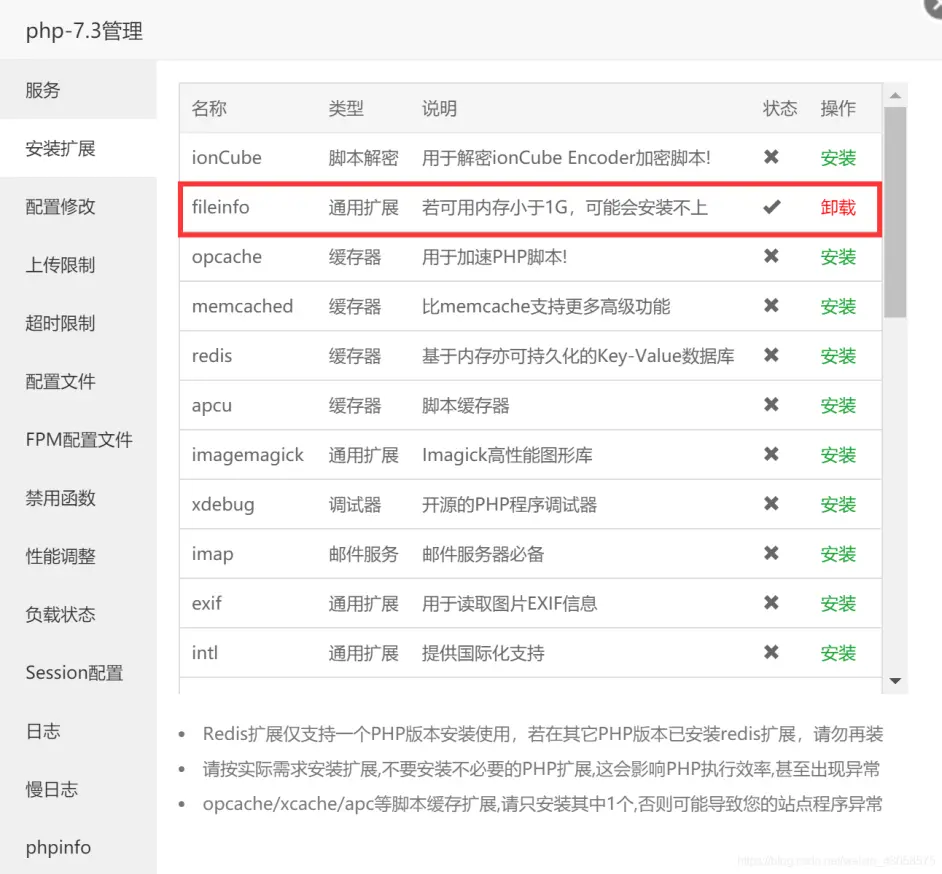 php-7.3管理
服务
安装扩展
配置修改
上传限制
超时限制
配置文件
FPM配置文件
禁用函数
性能调整
负载状态
Session配置
日志
慢日志
phpinfo
名称 类型 说明 状态 操作
ionCube 脚本解密 用于解密ionCube Encoder加密脚本! ✖ 安装
fileinfo 通用扩展 若可用内存小于1G，可能会安装不上 ✔ 卸载
opcache 缓存器 用于加速PHP脚本! ✖ 安装
memcached 缓存器 比memcache支持更多高级功能 ✖ 安装
redis 缓存器 基于内存亦可持久化的Key-Value数据库 ✖ 安装
apcu 缓存器 脚本缓存器 ✖ 安装
imagemagick 通用扩展 Imagick高性能图形库 ✖ 安装
xdebug 调试器 开源的PHP程序调试器 ✖ 安装
imap 邮件服务 邮件服务器必备 ✖ 安装
exif 通用扩展 用于读取图片EXIF信息 ✖ 安装
intl 通用扩展 提供国际化支持 ✖ 安装
• Redis扩展仅支持一个PHP版本安装使用，若在其它PHP版本已安装redis扩展，请勿再装
• 请按实际需求安装扩展,不要安装不必要的PHP扩展,这会影响PHP执行效率,甚至出现异常
• opcache/xcache/apc等脚本缓存扩展,请只安装其中1个,否则可能导致您的站点程序异常